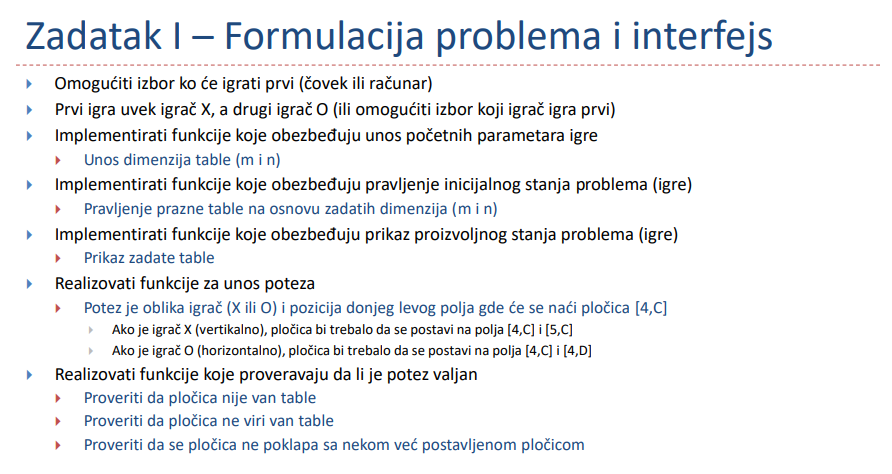 Zadatak I – Formulacija problema i interfejs
Omogućiti izbor ko će igrati prvi (čovek ili računar)
Prvi igra uvek igrač X, a drugi igrač O (ili omogućiti izbor koji igrač igra prvi)
Implementirati funkcije koje obezbeđuju unos početnih parametara igre
Unos dimenzija table (m i n)
Implementirati funkcije koje obezbeđuju pravljenje inicijalnog stanja problema (igre)
Pravljenje prazne table na osnovu zadatih dimenzija (m i n)
Implementirati funkcije koje obezbeđuju prikaz proizvoljnog stanja problema (igre)
Prikaz zadate table
Realizovati funkcije za unos poteza
Potez je oblika igrač (X ili O) i pozicija donjeg levog polja gde će se naći pločica [4,C]
Ako je igrač X (vertikalno), pločica bi trebalo da se postavi na polja [4,C] i [5,C]
Ako je igrač O (horizontalno), pločica bi trebalo da se postavi na polja [4,C] i [4,D]
Realizovati funkcije koje proveravaju da li je potez valjan
Proveriti da pločica nije van table
Proveriti da pločica ne viri van table
Proveriti da se pločica ne poklapa sa nekom već postavljenom pločicom